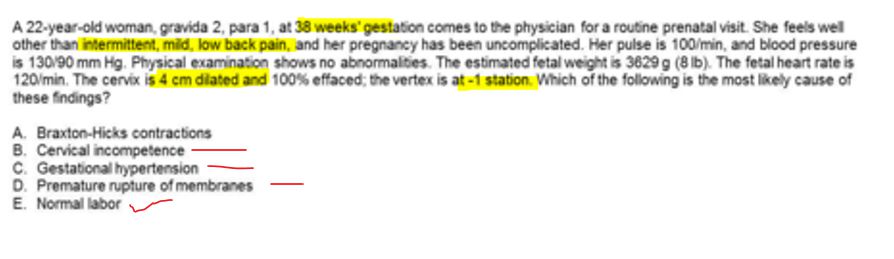 A 22-year-old woman, gravida 2, para 1, at 38 weeks' gestation comes to the physician for a routine prenatal visit. She feels well
other than intermittent, mild, low back pain, and her pregnancy has been uncomplicated. Her pulse is 100/min, and blood pressure
is 130/90 mm Hg. Physical examination shows no abnormalities. The estimated fetal weight is 3629 g (8 lb). The fetal heart rate is
120/min. The cervix is 4 cm dilated and 100% effaced; the vertex is at -1 station. Which of the following is the most likely cause of
these findings?
A. Braxton-Hicks contractions
B. Cervical incompetence
C. Gestational hypertension
D. Premature rupture of membranes
E. Normal labor